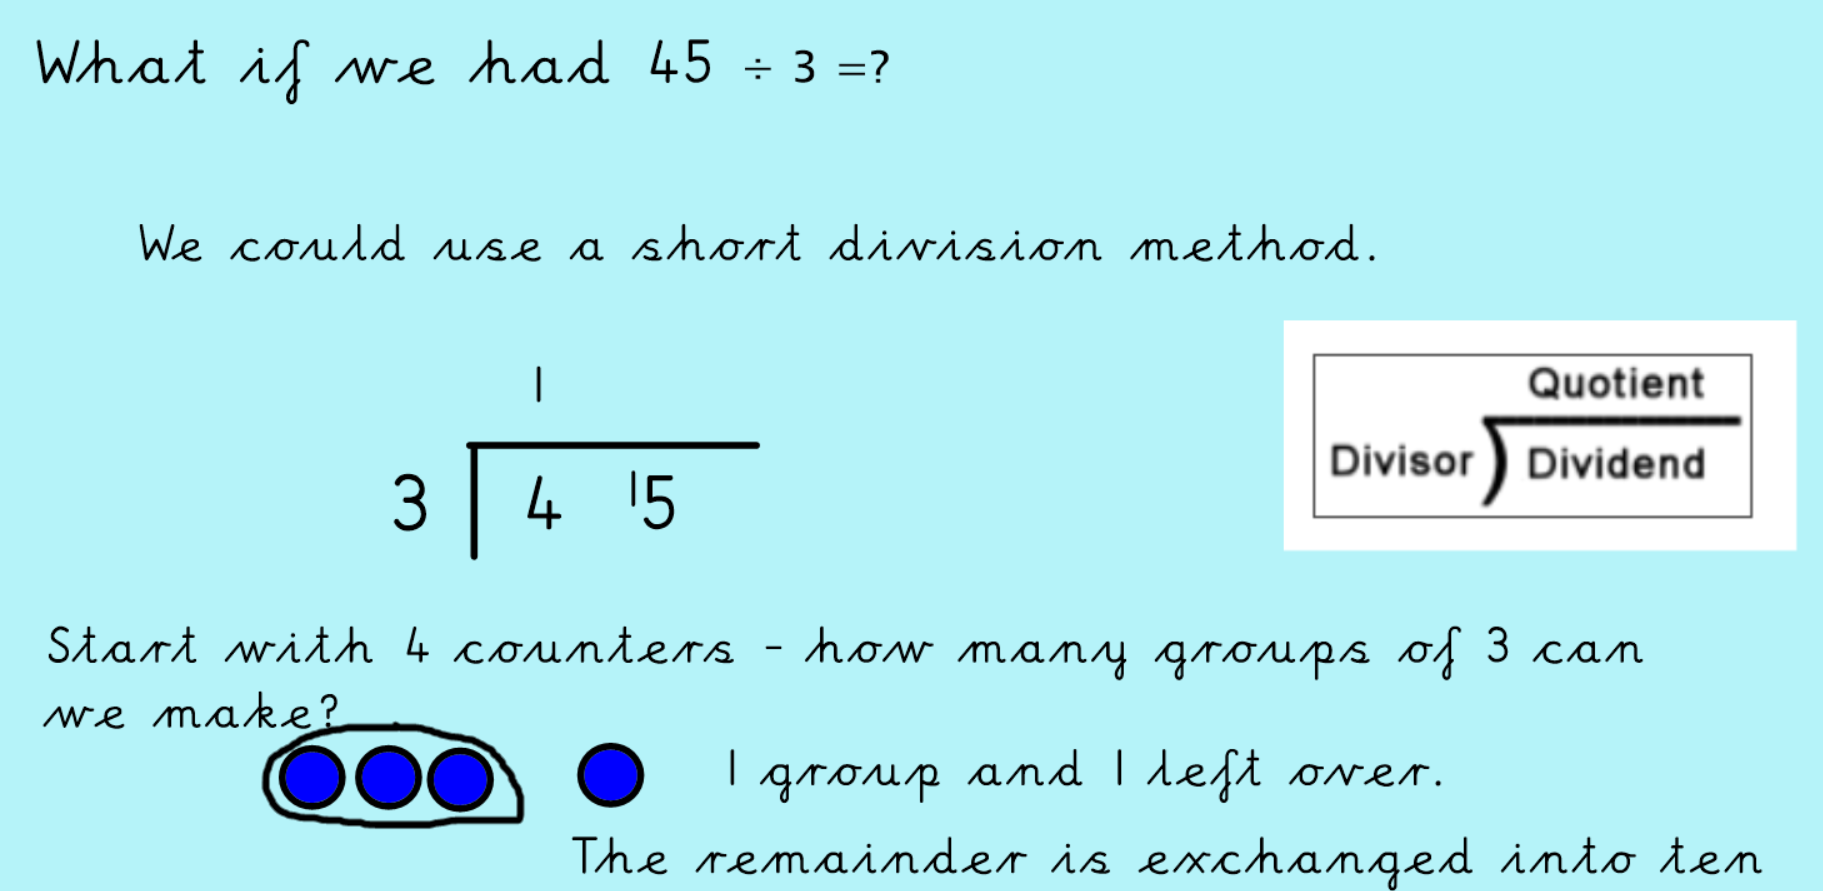 What if we had 45 ÷ 3 =?
We could use a short division method.
1
3 4 15
Quotient
Divisor Dividend
Start with 4 counters - how many groups of 3 can
we make?
1 group and 1 left over.
The remainder is exchanged into ten